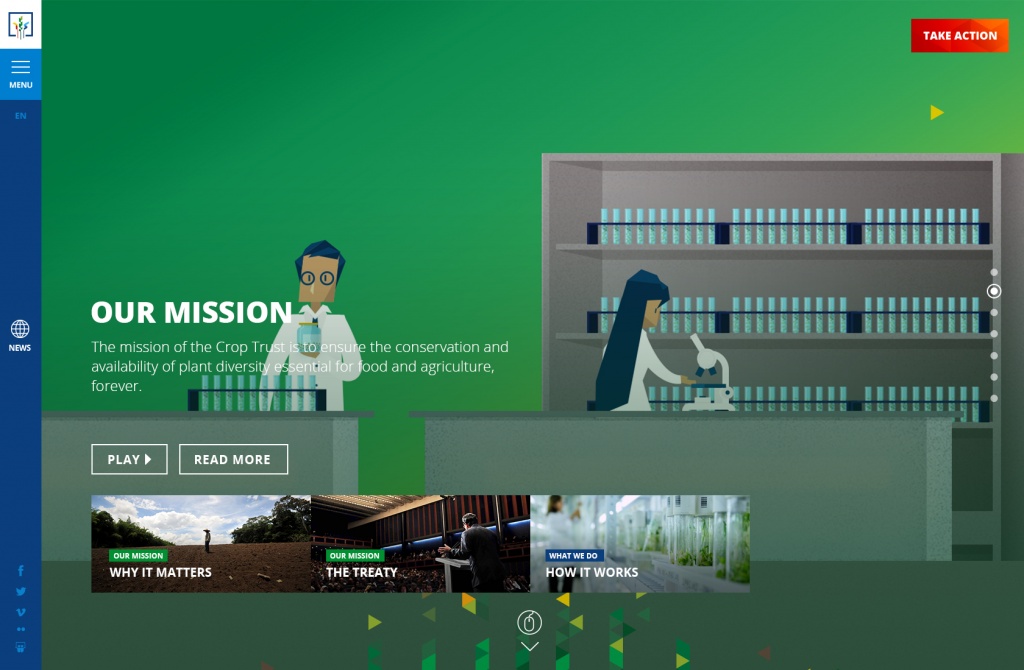 TAKE ACTION
MENU
EN
NEWS
OUR MISSION
The mission of the Crop Trust is to ensure the conservation and
availability of plant diversity essential for food and agriculture,
forever.
PLAY
READ MORE
OUR MISSION
WHY IT MATTERS
OUR MISSION
THE TREATY
WHAT WE DO
HOW IT WORKS